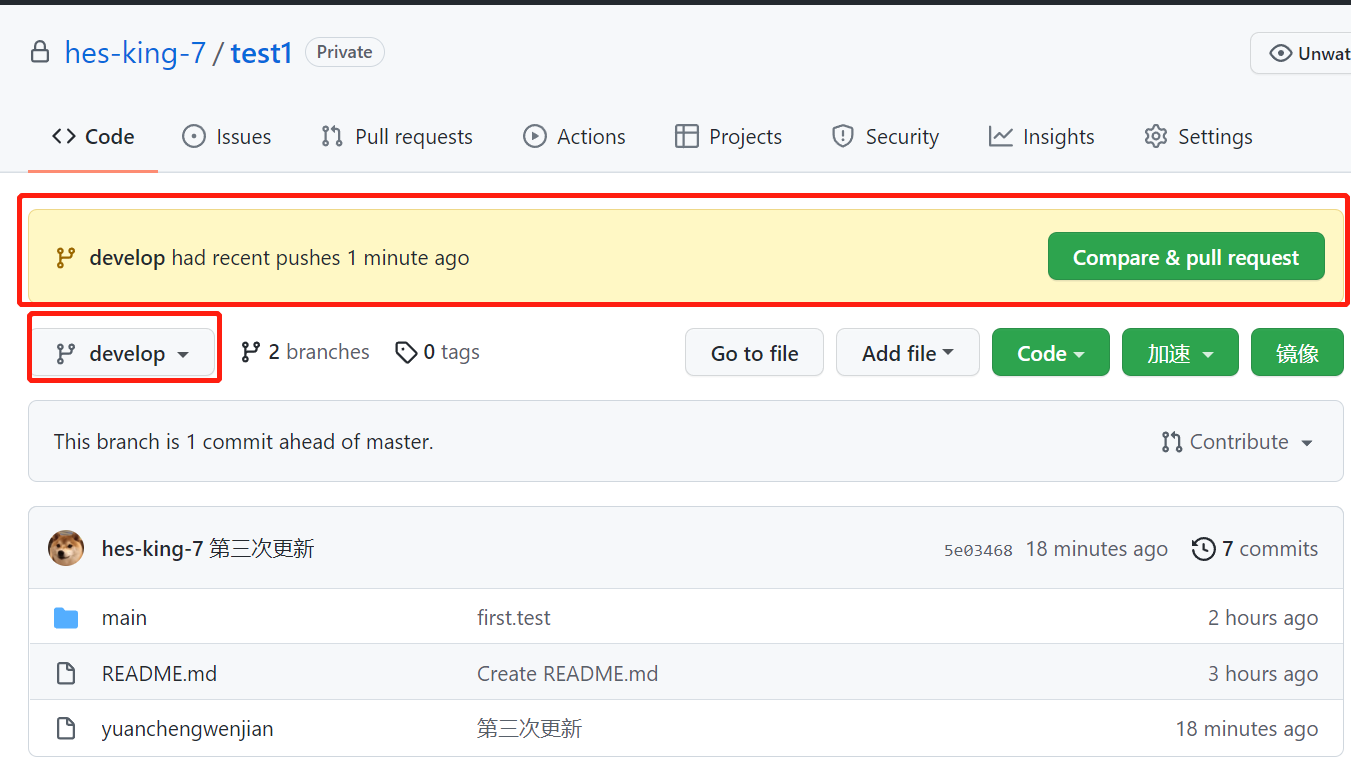 hes-king-7 / test1 Private Unwat
Code Issues Pull requests Actions Projects Security Insights Settings
develop had recent pushes 1 minute ago Compare & pull request
develop 2 branches 0 tags Go to file Add file Code 加速 镜像
This branch is 1 commit ahead of master. Contribute
hes-king-7 第三次更新 5e03468 18 minutes ago 7 commits
main first.test 2 hours ago
README.md Create README.md 3 hours ago
yuanchengwenjian 第三次更新 18 minutes ago